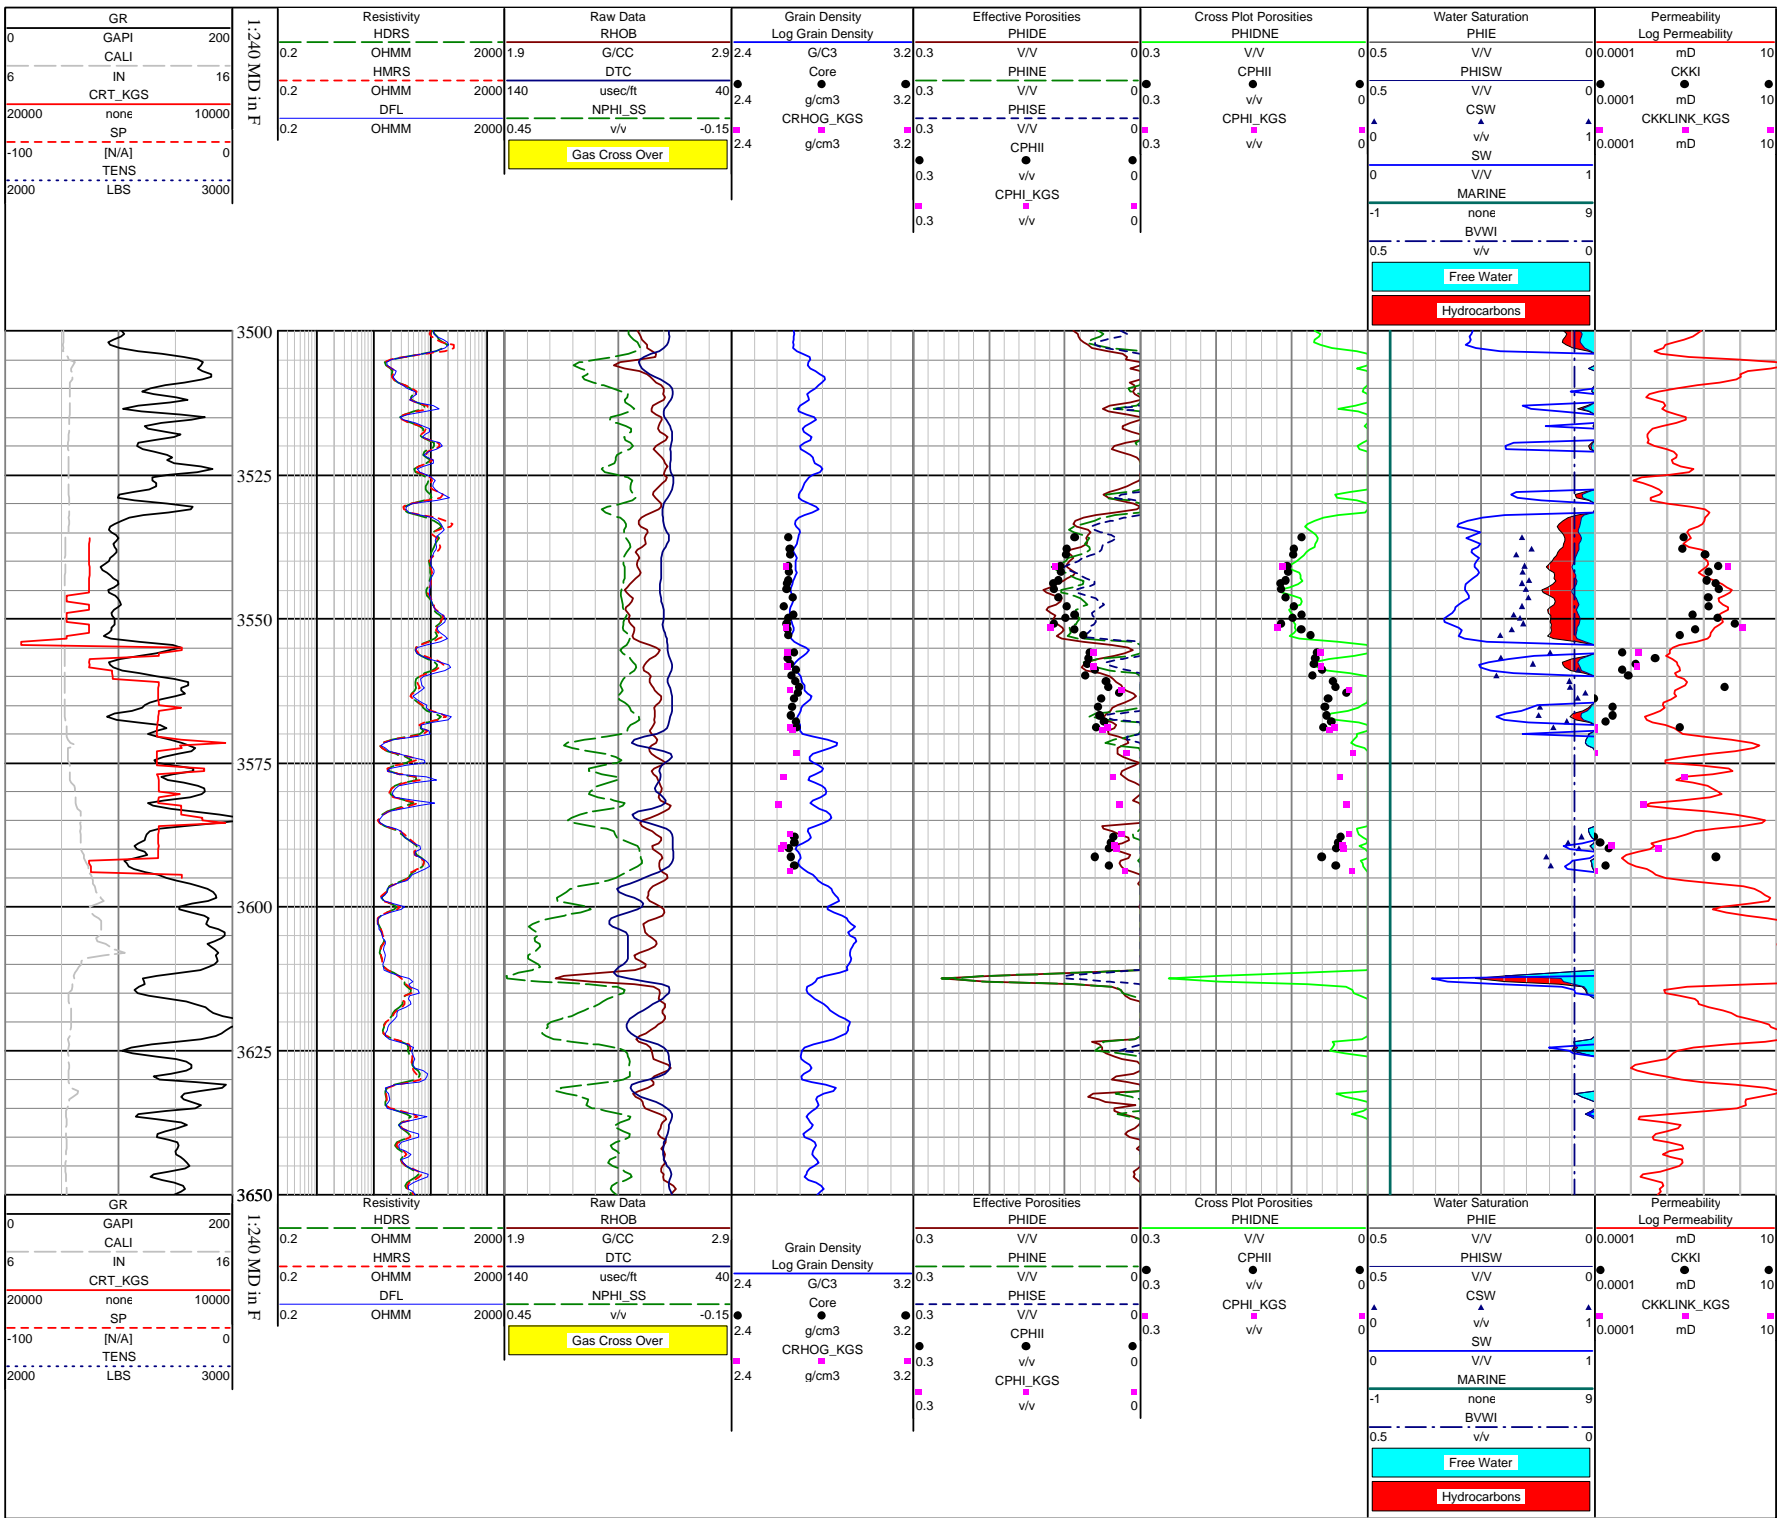 GR
0 GAPI 200
CALI
6 IN 16
CRT_KGS
20000 none 10000
SP
-100 [N/A] 0
TENS
2000 LBS 3000
1:240 MD in F
Resistivity
HDRS
0.2 OHMM 2000
HMRS
0.2 OHMM 2000
DFL
0.2 OHMM 2000
Raw Data
RHOB
1.9 G/CC 2.9
DTC
140 usec/ft 40
NPHI_SS
0.45 v/v -0.15
Gas Cross Over
Grain Density
Log Grain Density
2.4 G/C3 3.2
Core
2.4 g/cm3 3.2
CRHOG_KGS
2.4 g/cm3 3.2
Effective Porosities
PHIDE
0.3 V/V 0
PHINE
0.3 V/V 0
PHISE
0.3 V/V 0
CPHII
0.3 v/v 0
CPHI_KGS
0.3 v/v 0
Cross Plot Porosities
PHIDNE
0.3 V/V 0
CPHII
0.3 v/v 0
CPHI_KGS
0.3 v/v 0
Water Saturation
PHIE
0.5 V/V 0
PHISW
0.5 V/V 0
CSW
0 v/v 1
SW
0 V/V 1
MARINE
-1 none 9
BVWI
0.5 v/v 0
Free Water
Hydrocarbons
Permeability
Log Permeability
0.0001 mD 10
CKKI
0.0001 mD 10
CKKLINK_KGS
0.0001 mD 10
3500
3525
3550
3575
3600
3625
3650
GR
0 GAPI 200
CALI
6 IN 16
CRT_KGS
20000 none 10000
SP
-100 [N/A] 0
TENS
2000 LBS 3000
1:240 MD in F
Resistivity
HDRS
0.2 OHMM 2000
HMRS
0.2 OHMM 2000
DFL
0.2 OHMM 2000
Raw Data
RHOB
1.9 G/CC 2.9
DTC
140 usec/ft 40
NPHI_SS
0.45 v/v -0.15
Gas Cross Over
Grain Density
Log Grain Density
2.4 G/C3 3.2
Core
2.4 g/cm3 3.2
CRHOG_KGS
2.4 g/cm3 3.2
Effective Porosities
PHIDE
0.3 V/V 0
PHINE
0.3 V/V 0
PHISE
0.3 V/V 0
CPHII
0.3 v/v 0
CPHI_KGS
0.3 v/v 0
Cross Plot Porosities
PHIDNE
0.3 V/V 0
CPHII
0.3 v/v 0
CPHI_KGS
0.3 v/v 0
Water Saturation
PHIE
0.5 V/V 0
PHISW
0.5 V/V 0
CSW
0 v/v 1
SW
0 V/V 1
MARINE
-1 none 9
BVWI
0.5 v/v 0
Free Water
Hydrocarbons
Permeability
Log Permeability
0.0001 mD 10
CKKI
0.0001 mD 10
CKKLINK_KGS
0.0001 mD 10